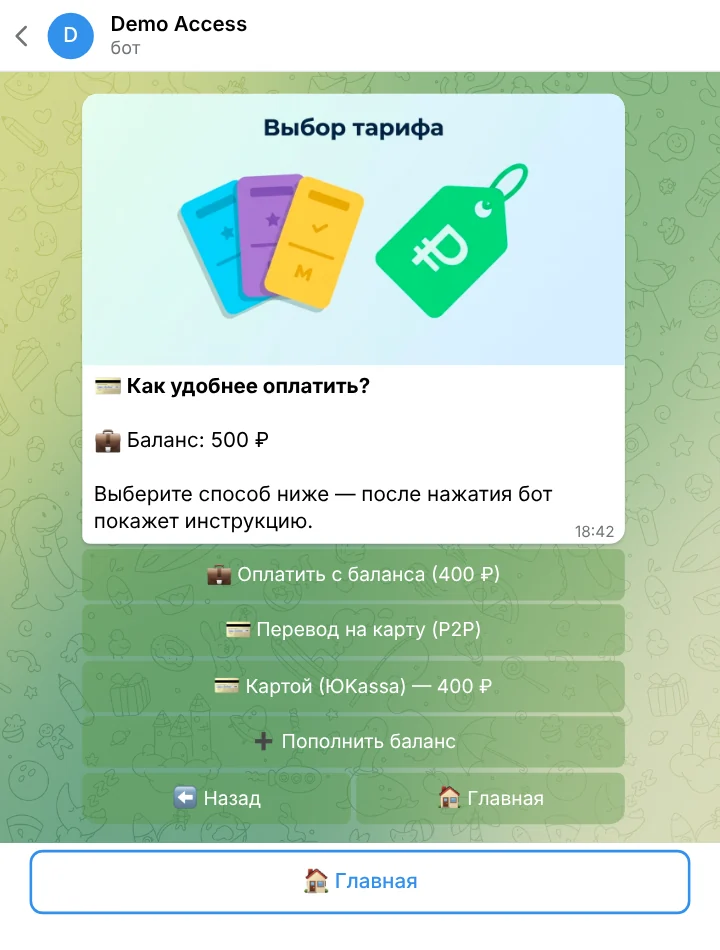 D
Demo Access
бот
Выбор тарифа
₽
M
💳 Как удобнее оплатить?
💼 Баланс: 500 ₽
Выберите способ ниже — после нажатия бот
покажет инструкцию.
18:42
💼 Оплатить с баланса (400 ₽)
💳 Перевод на карту (P2P)
💳 Картой (ЮKassa) — 400 ₽
➕ Пополнить баланс
⬅️ Назад
🏠 Главная
🏠 Главная